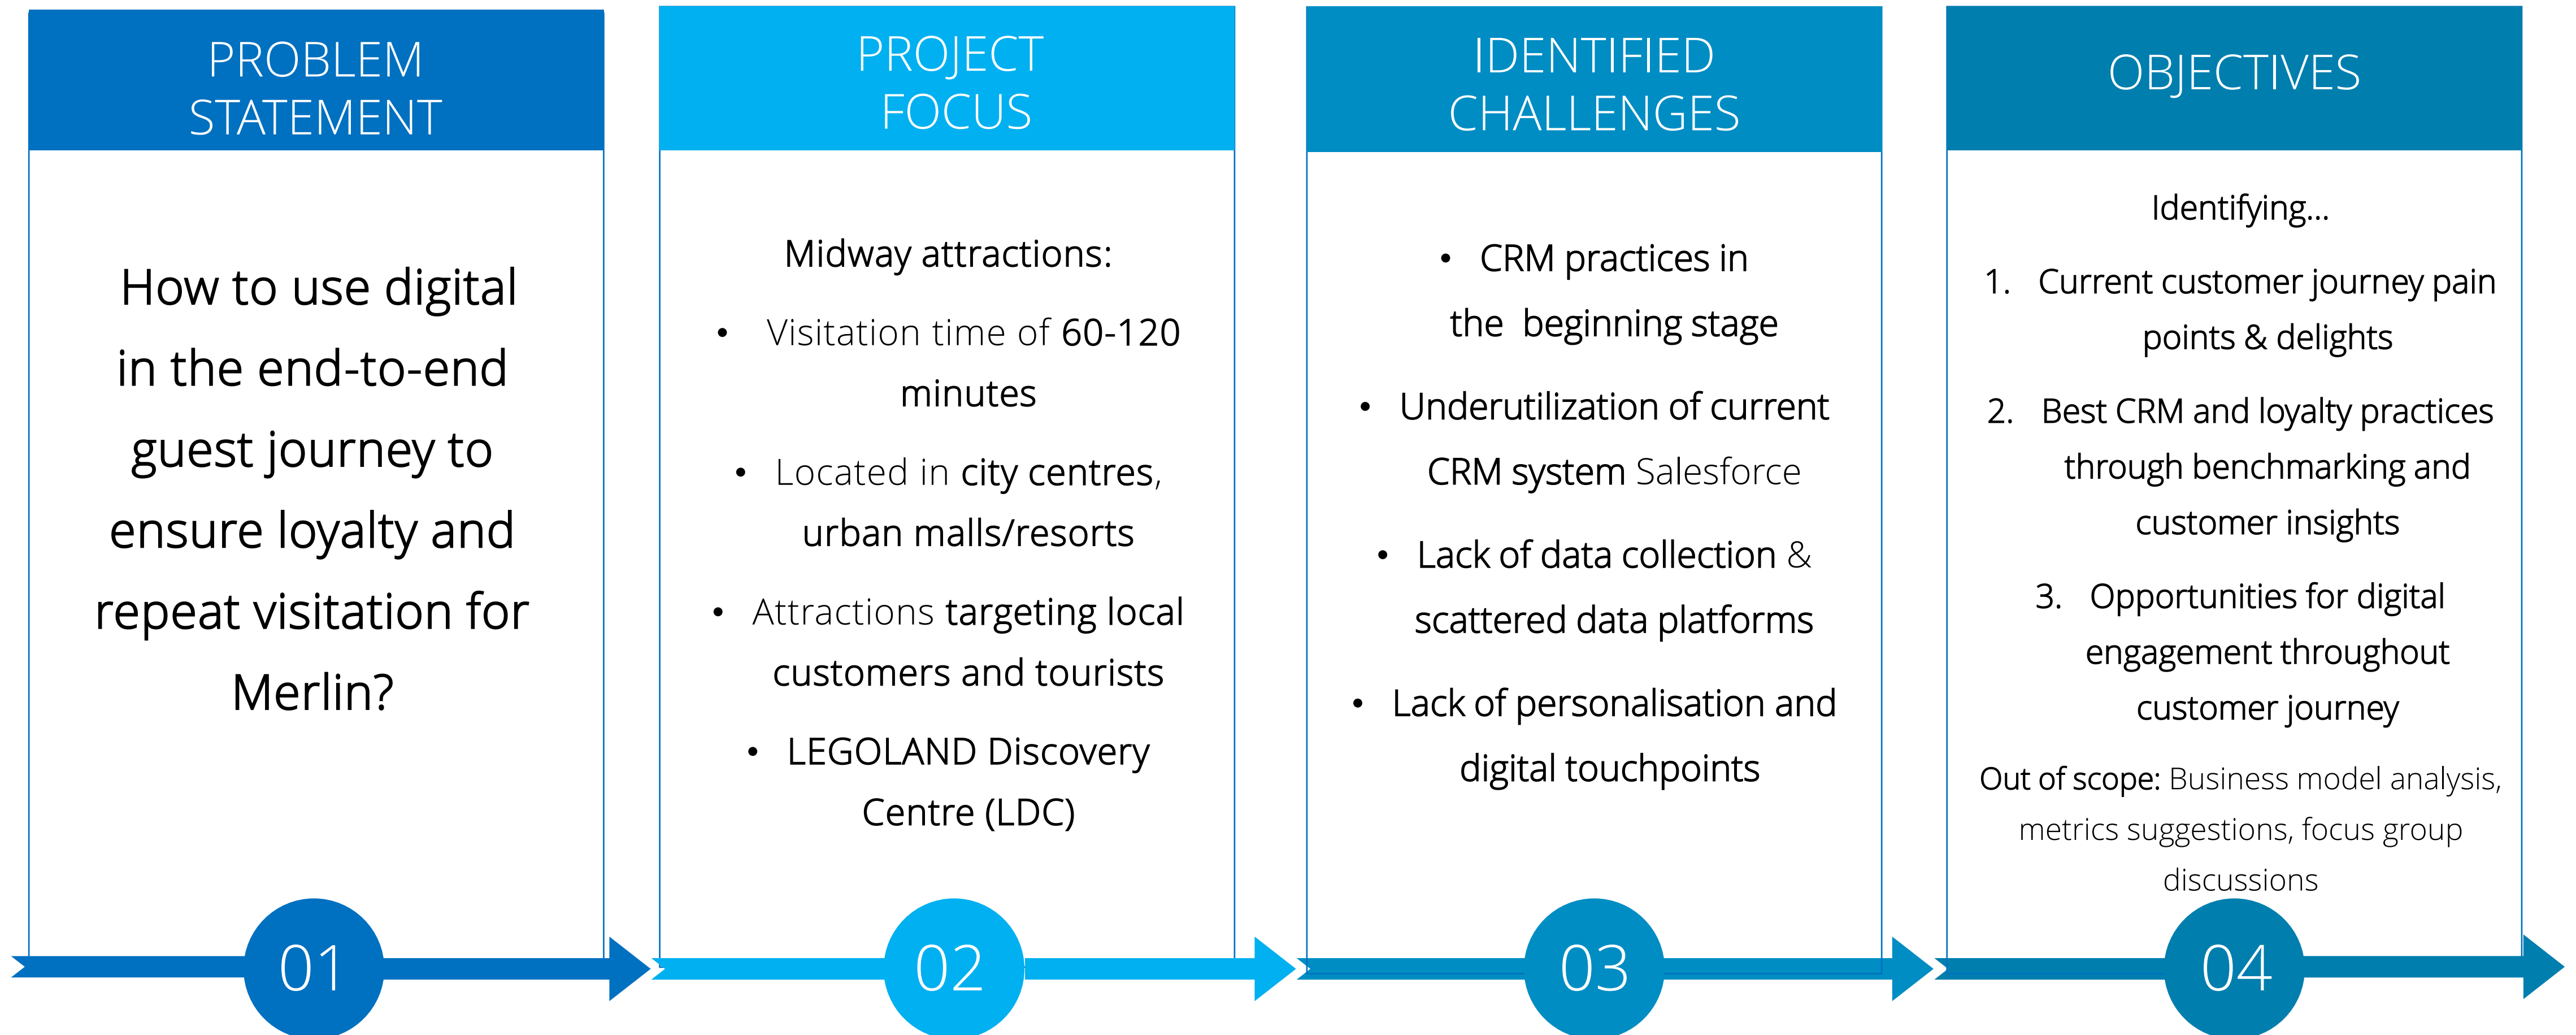 PROBLEM
STATEMENT
How to use digital
in the end-to-end
guest journey to
ensure loyalty and
repeat visitation for
Merlin?
01
PROJECT
FOCUS
Midway attractions:
• Visitation time of 60-120
minutes
• Located in city centres,
urban malls/resorts
• Attractions targeting local
customers and tourists
• LEGOLAND Discovery
Centre (LDC)
02
IDENTIFIED
CHALLENGES
• CRM practices in
the beginning stage
• Underutilization of current
CRM system Salesforce
• Lack of data collection &
scattered data platforms
• Lack of personalisation and
digital touchpoints
03
OBJECTIVES
Identifying...
1. Current customer journey pain
points & delights
2. Best CRM and loyalty practices
through benchmarking and
customer insights
3. Opportunities for digital
engagement throughout
customer journey
Out of scope: Business model analysis,
metrics suggestions, focus group
discussions
04